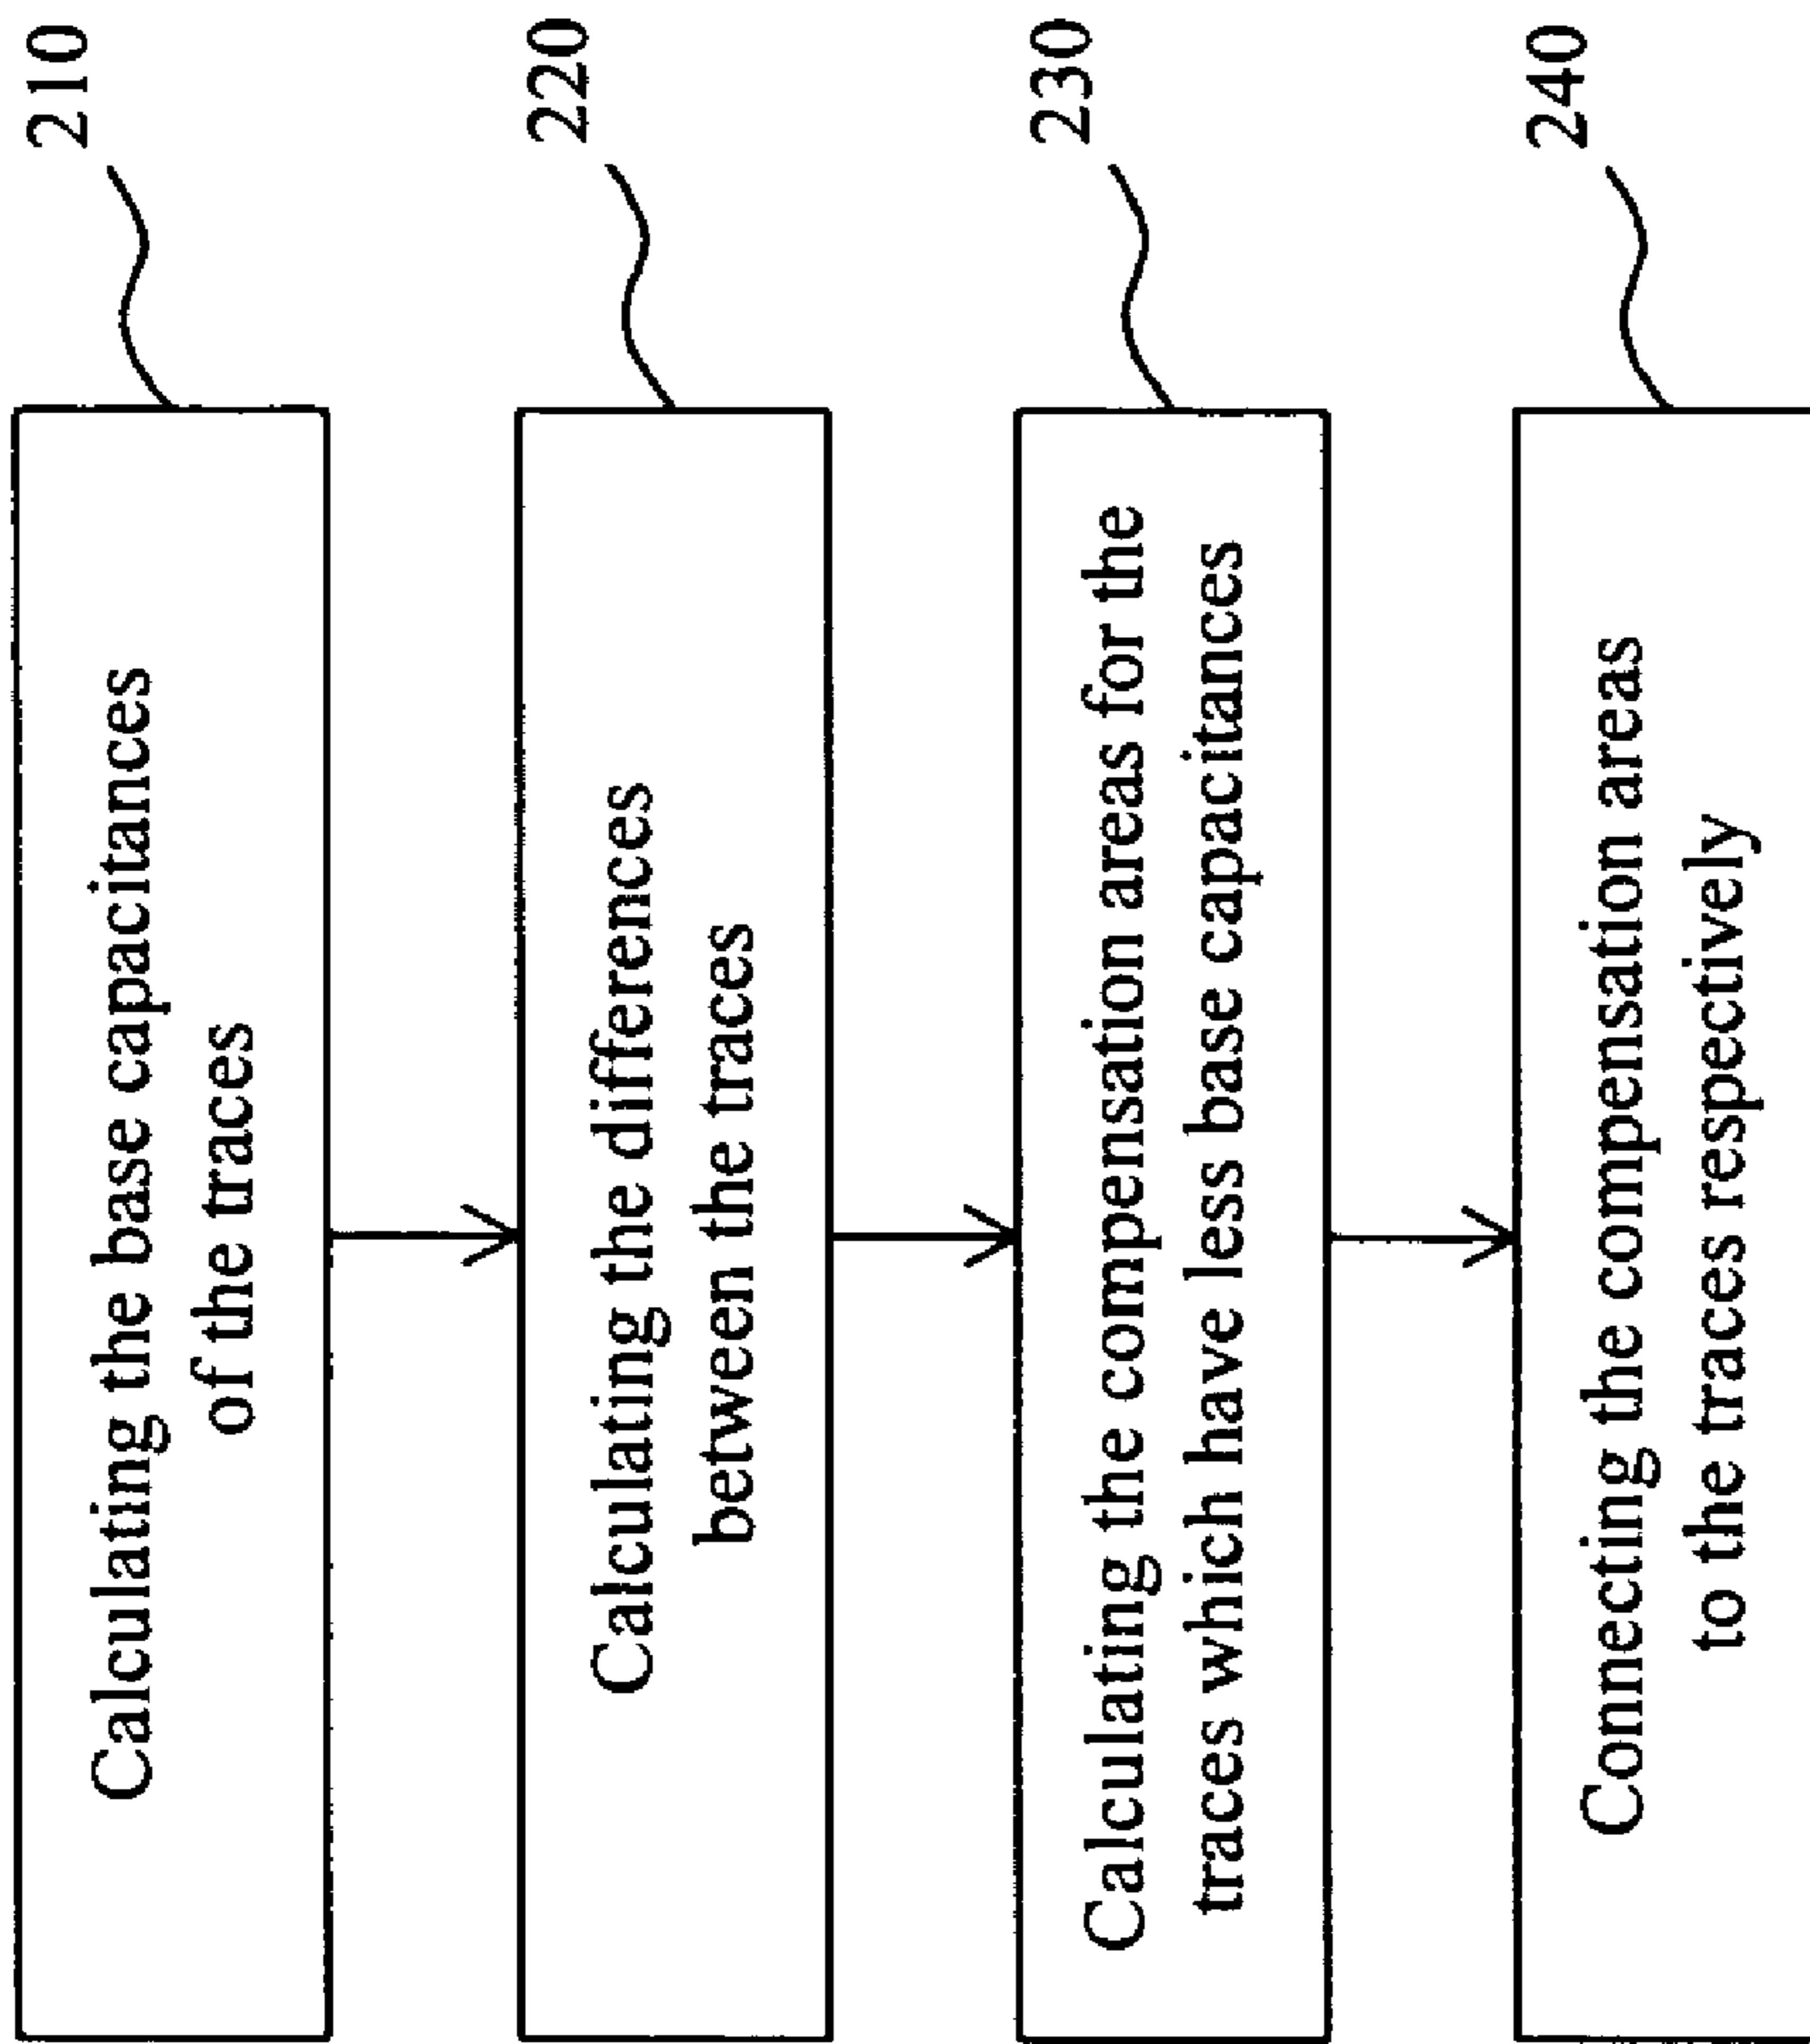 Calculating the base capacitances
of the traces
210
Calculating the differences
between the traces
220
Calculating the compensation areas for the
traces which have less base capacitances
230
Connecting the compensation areas
to the traces respectively
240